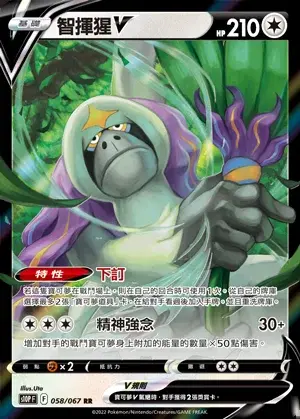 基礎 智揮猩V HP210
特性 下訂
若這隻寶可夢在戰鬥場上，則在自己的回合時可使用1次。從自己的牌庫
選擇最多2張「寶可夢道具」卡，在給對手看過後加入手牌。並且重洗牌庫。
精神強念 30+
增加對手的戰鬥寶可夢身上附加的能量的數量×50點傷害。
弱點 ×2 抵抗力 撤退
V規則
當寶可夢V氣絕時，對手獲得2張獎賞卡。
Illus.Uta
s10P F F 058/067 RR
©2022 Pokémon/Nintendo/Creatures/GAME FREAK.